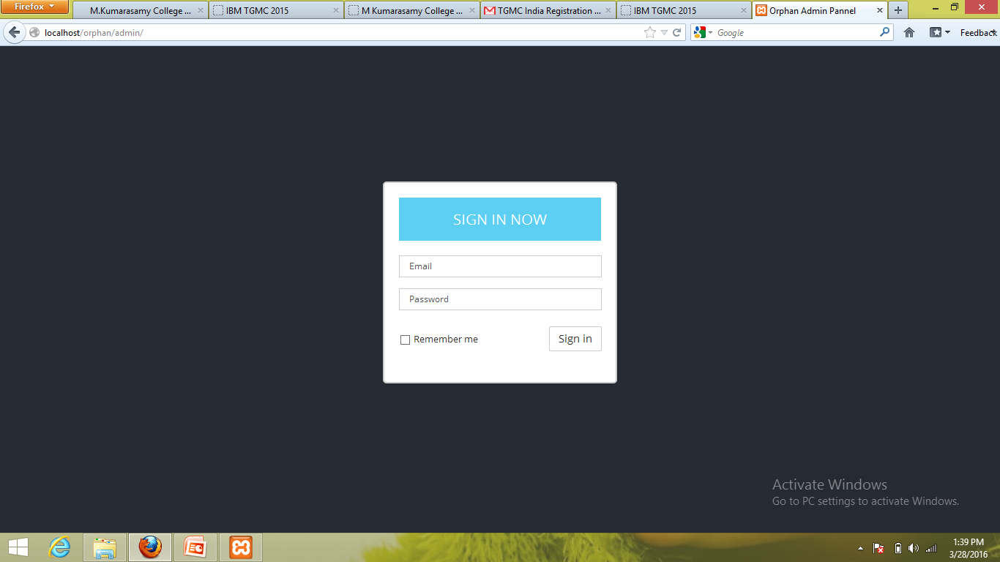 Firefox
M.Kumarasamy College ...
IBM TGMC 2015
M Kumarasamy College ...
TGMC India Registration ...
IBM TGMC 2015
Orphan Admin Pannel
localhost/orphan/admin/
Google
Feedback
SIGN IN NOW
Email
Password
Remember me
Sign in
Activate Windows
Go to PC settings to activate Windows.
1:39 PM
3/28/2016